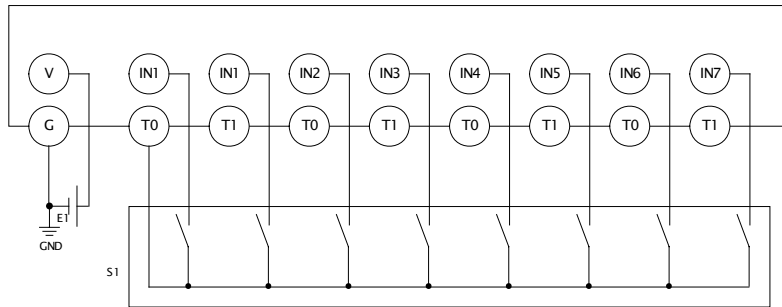 V IN1 IN1 IN2 IN3 IN4 IN5 IN6 IN7
G T0 T1 T0 T1 T0 T1 T0 T1
E1
GND
S1